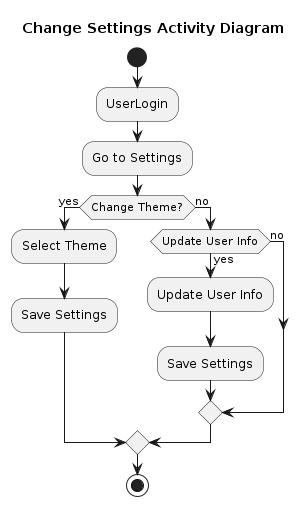 Change Settings Activity Diagram
UserLogin
Go to Settings
Change Theme?
yes
no
Select Theme
Save Settings
Update User Info
no
yes
Update User Info
Save Settings